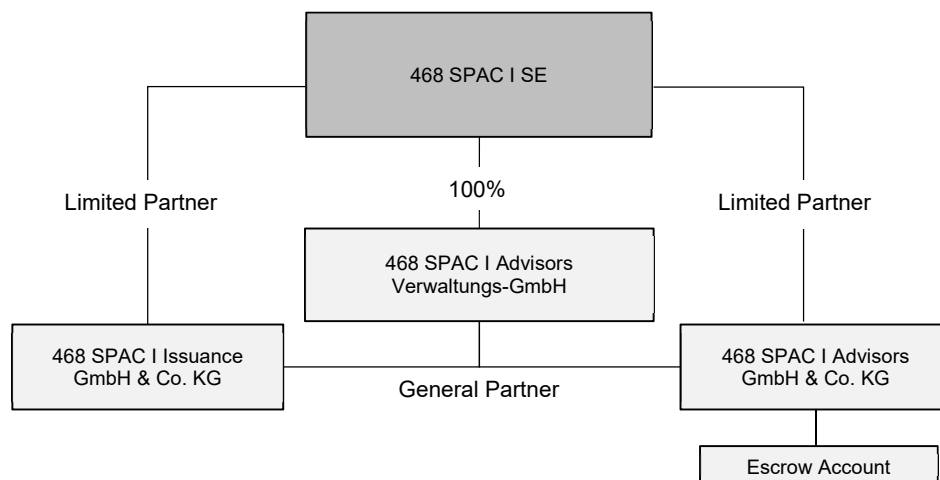 468 SPAC I SE
Limited Partner
100%
Limited Partner
468 SPAC I Advisors
Verwaltungs-GmbH
468 SPAC I Issuance
GmbH & Co. KG
468 SPAC I Advisors
GmbH & Co. KG
General Partner
Escrow Account